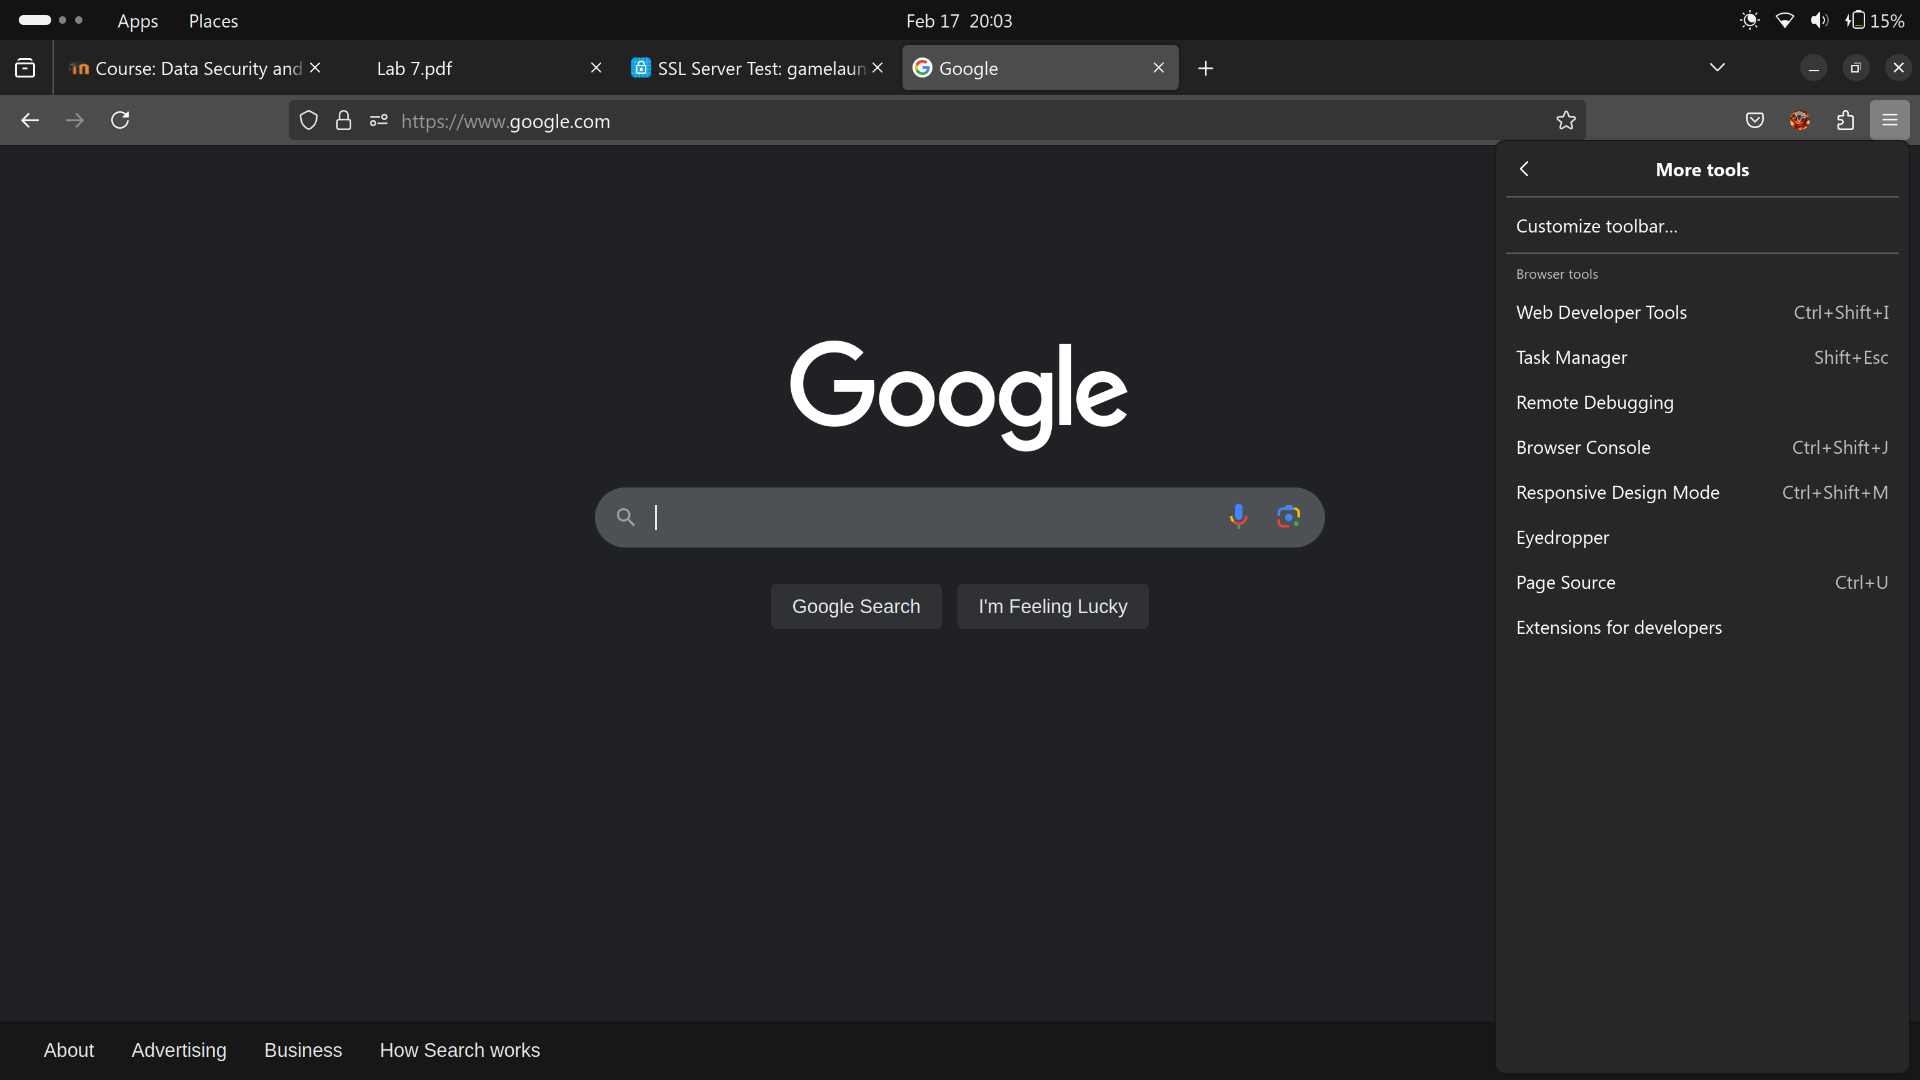 Apps Places Feb 17 20:03 15%
Course: Data Security and Lab 7.pdf SSL Server Test: gamelaun Google
https://www.google.com
More tools
Customize toolbar...
Browser tools
Web Developer Tools Ctrl+Shift+I
Task Manager Shift+Esc
Remote Debugging
Browser Console Ctrl+Shift+J
Responsive Design Mode Ctrl+Shift+M
Eyedropper
Page Source Ctrl+U
Extensions for developers
Google
Google Search I'm Feeling Lucky
About Advertising Business How Search works